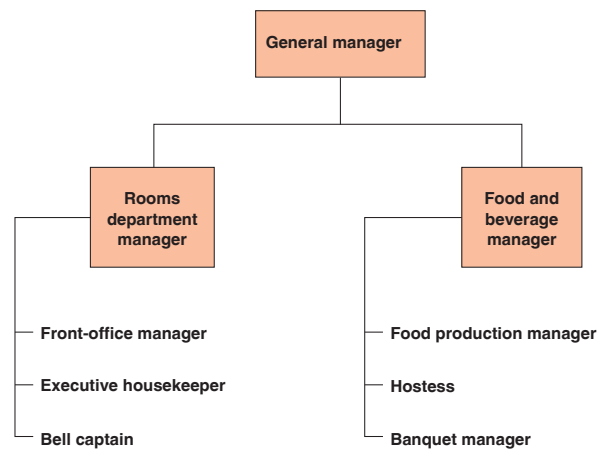 General manager
Rooms
department
manager
Food and
beverage
manager
Front-office manager
Executive housekeeper
Bell captain
Food production manager
Hostess
Banquet manager